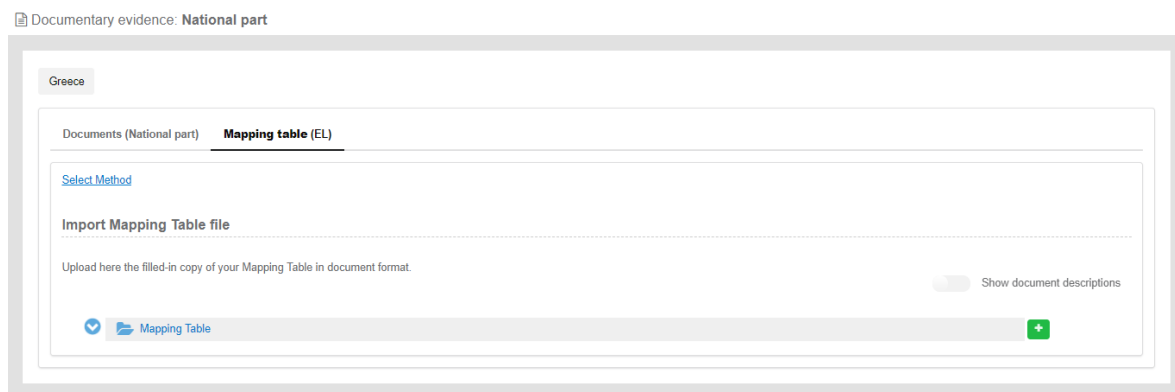 Documentary evidence: National part
Greece
Documents (National part) Mapping table (EL)
Select Method
Import Mapping Table file
Upload here the filled-in copy of your Mapping Table in document format.
Show document descriptions
Mapping Table